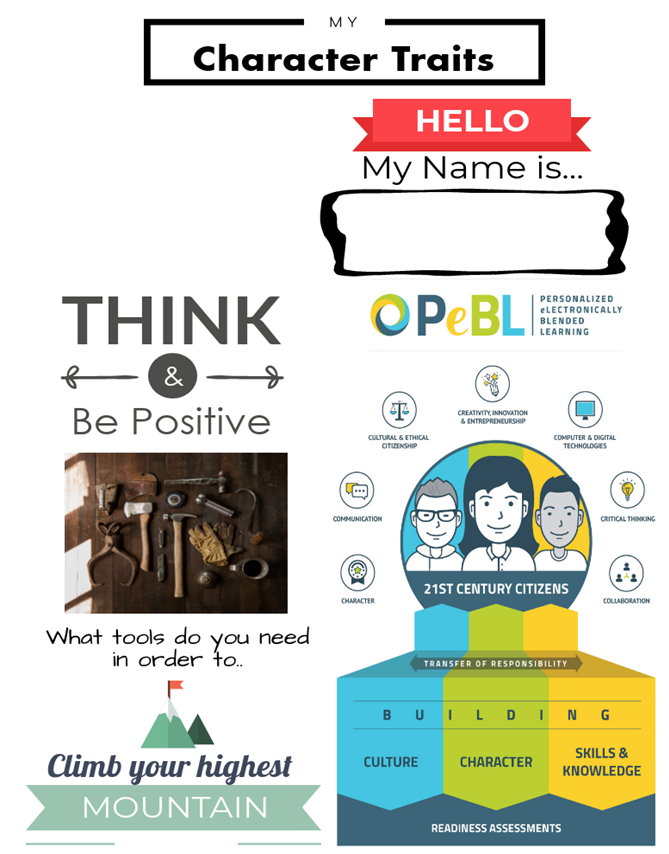 MY
Character Traits
HELLO
My Name is...
THINK
&
Be Positive
What tools do you need
in order to..
Climb your highest
MOUNTAIN
PeBL
PERSONALIZED
eLECTRONICALLY
BLENDED
LEARNING
CREATIVITY, INNOVATION
& ENTREPRENEURSHIP
CULTURAL & ETHICAL
CITIZENSHIP
COMPUTER & DIGITAL
TECHNOLOGIES
COMMUNICATION
CRITICAL THINKING
CHARACTER
COLLABORATION
21ST CENTURY CITIZENS
TRANSFER OF RESPONSIBILITY
BUILDING
CULTURE
CHARACTER
SKILLS &
KNOWLEDGE
READINESS ASSESSMENTS